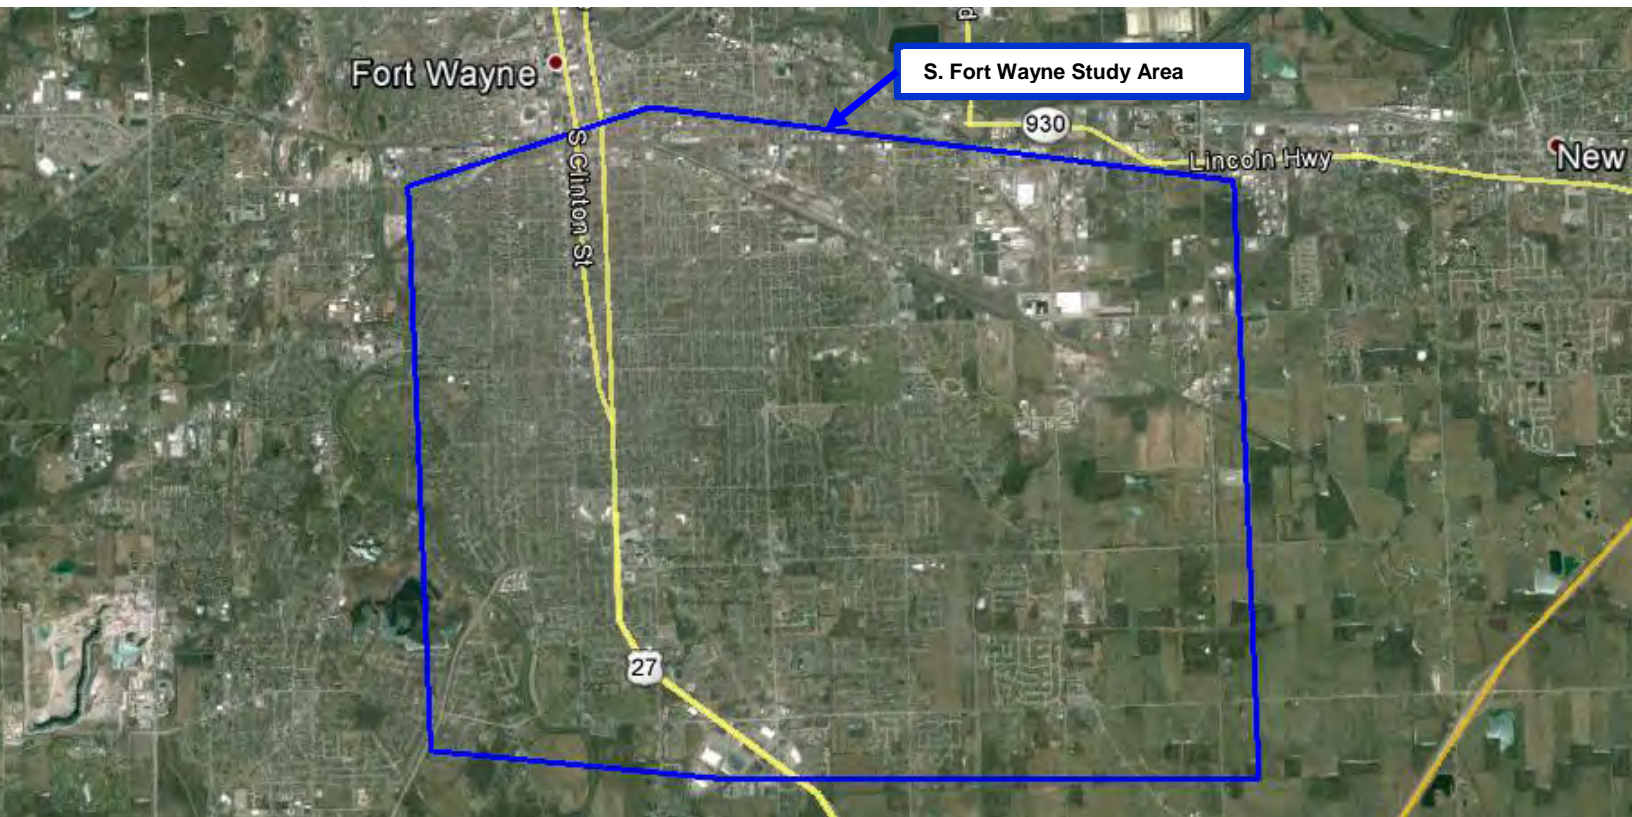 Fort Wayne
S. Fort Wayne Study Area
930
Lincoln Hwy
New
S Clinton St
27